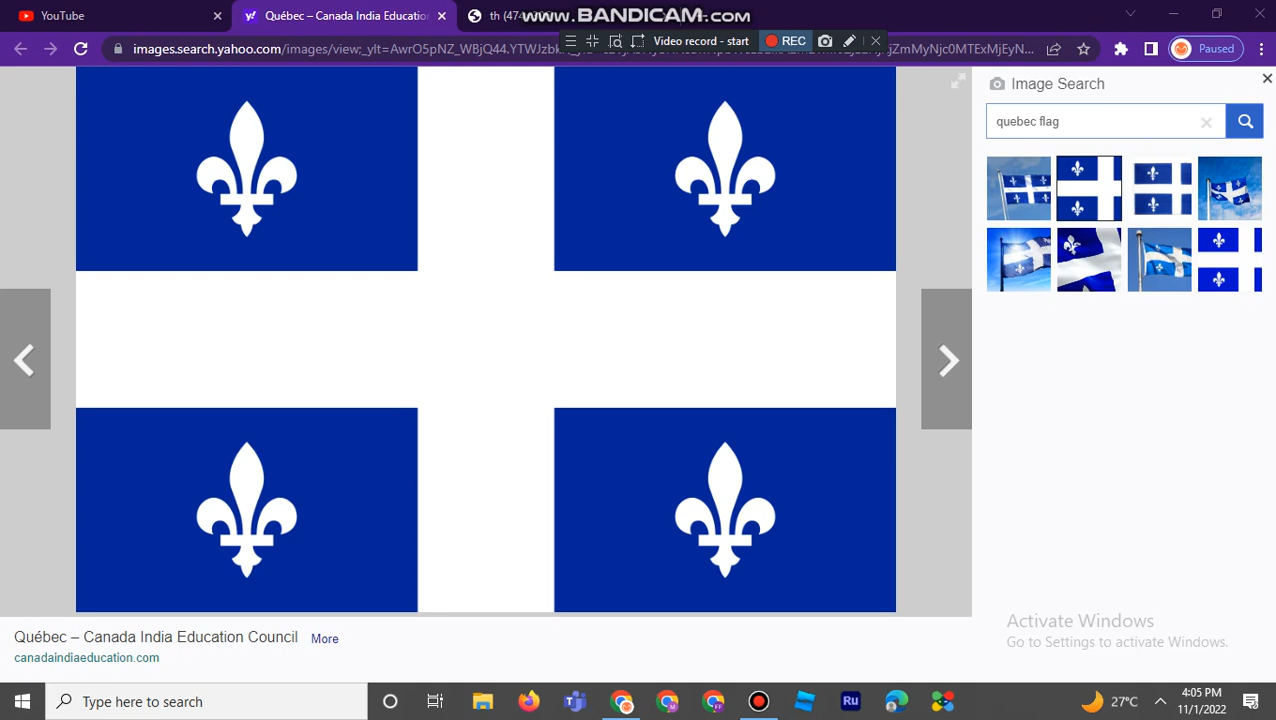 YouTube
Québec – Canada India Educatio
th (474
www.BANDICAM.com
images.search.yahoo.com/images/view;_ylt=
Video record - start
REC
Paused
Image Search
quebec flag
Québec – Canada India Education Council More
canadaindiaeducation.com
Activate Windows
Go to Settings to activate Windows.
Type here to search
Ru
27°C
4:05 PM
11/1/2022